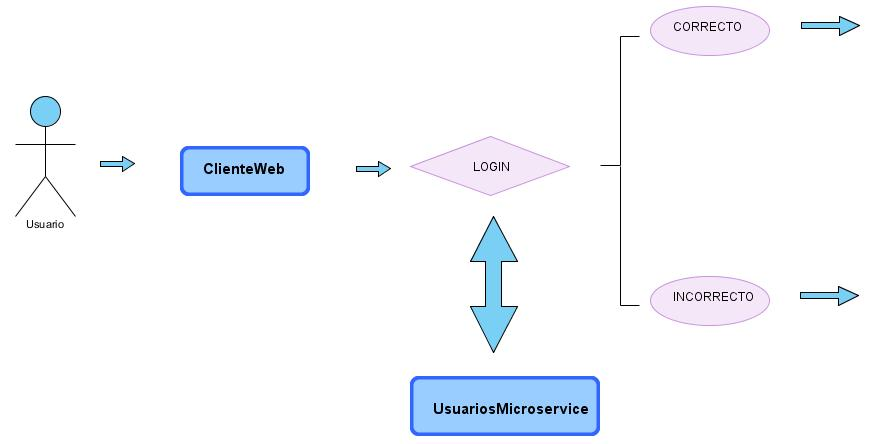 CORRECTO
ClienteWeb
LOGIN
Usuario
INCORRECTO
UsuariosMicroservice